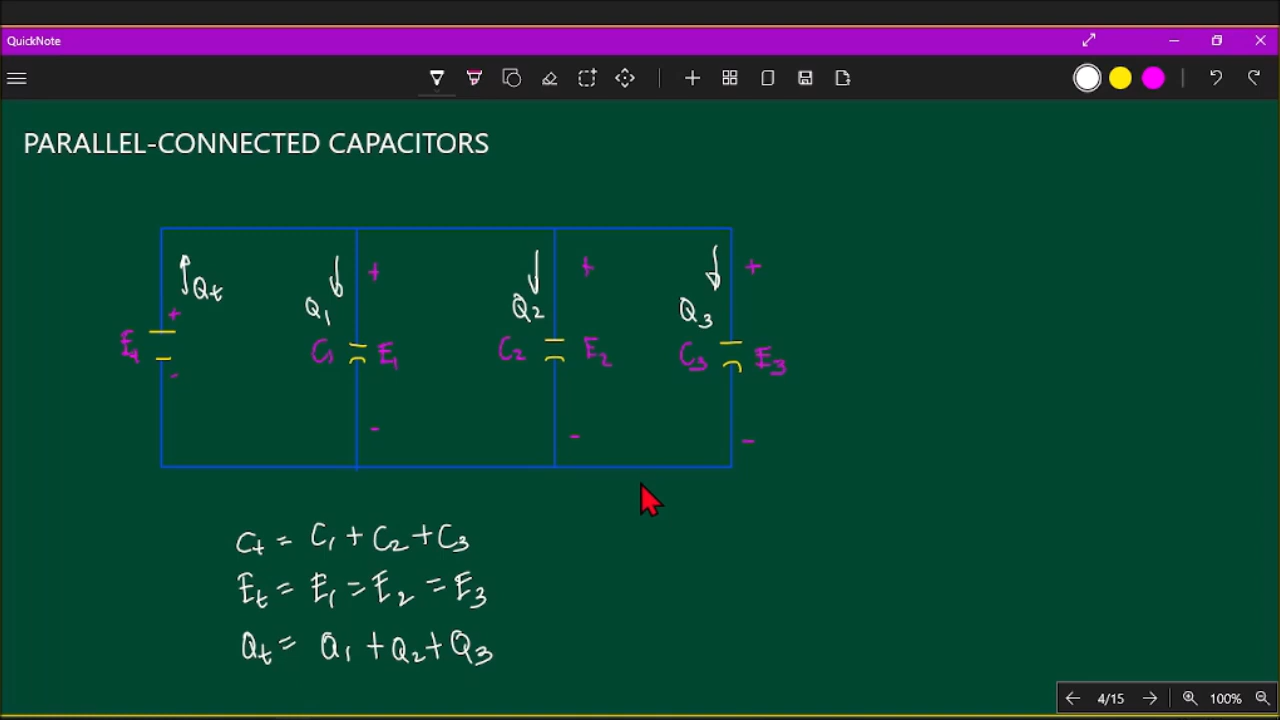 QuickNote
PARALLEL-CONNECTED CAPACITORS
Qt
Q1
Q2
Q3
+
+
+
+
Et
C1
E1
C2
E2
C3
E3
-
-
-
-
Ct = C1 + C2 + C3
Et = E1 = E2 = E3
Qt = Q1 + Q2 + Q3
4/15
100%